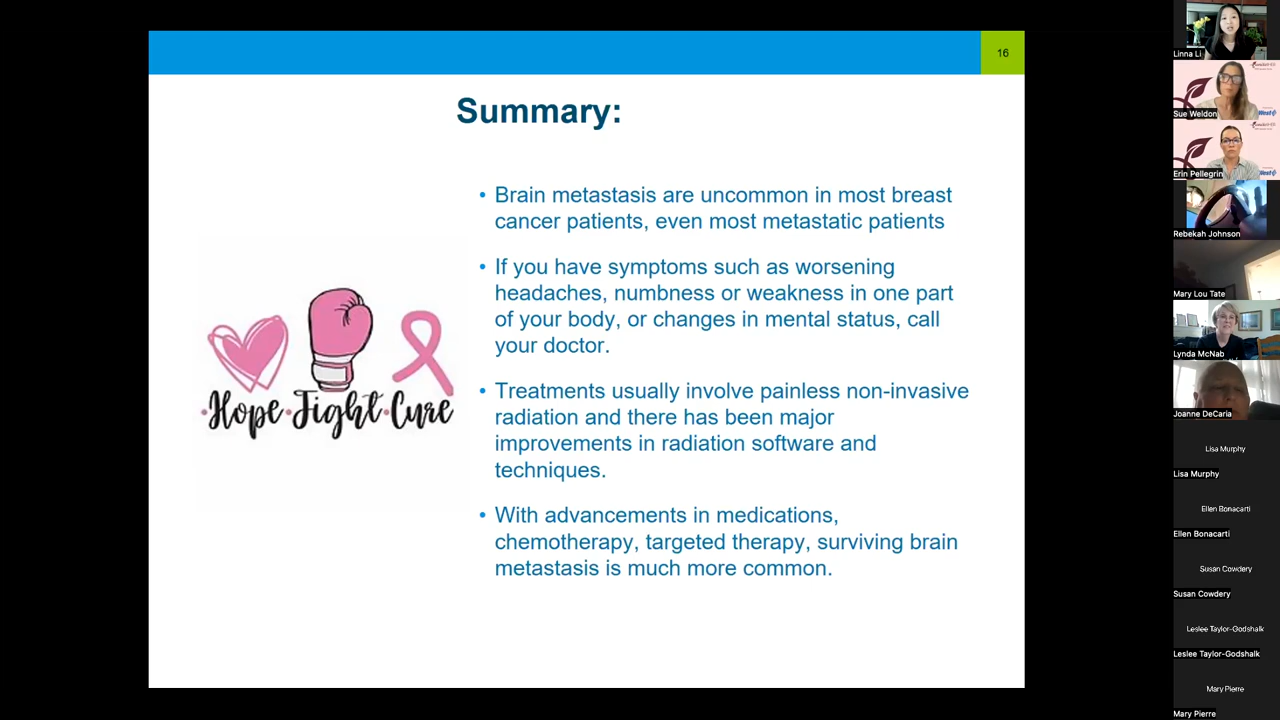 16
Summary:
• Brain metastasis are uncommon in most breast
cancer patients, even most metastatic patients
• If you have symptoms such as worsening
headaches, numbness or weakness in one part
of your body, or changes in mental status, call
your doctor.
• Treatments usually involve painless non-invasive
radiation and there has been major
improvements in radiation software and
techniques.
• With advancements in medications,
chemotherapy, targeted therapy, surviving brain
metastasis is much more common.
•Hope•Fight•Cure
Linna Li
Sue Weldon
West
Erin Pellegrin
West
Rebekah Johnson
Mary Lou Tate
Lynda McNab
Joanne DeCaria
Lisa Murphy
Lisa Murphy
Ellen Bonacarti
Ellen Bonacarti
Susan Cowdery
Susan Cowdery
Leslee Taylor-Godshalk
Leslee Taylor-Godshalk
Mary Pierre
Mary Pierre